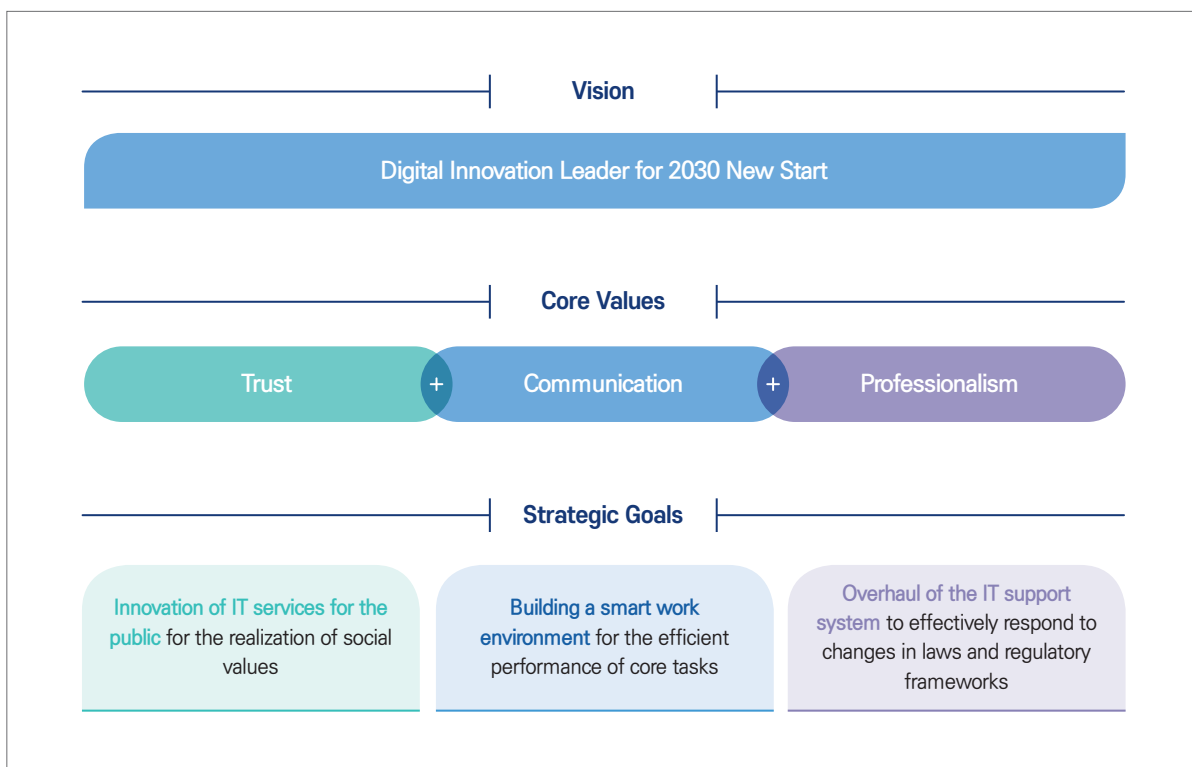 Vision
Digital Innovation Leader for 2030 New Start
Core Values
Trust + Communication + Professionalism
Strategic Goals
Innovation of IT services for the
public for the realization of social
values
Building a smart work
environment for the efficient
performance of core tasks
Overhaul of the IT support
system to effectively respond to
changes in laws and regulatory
frameworks